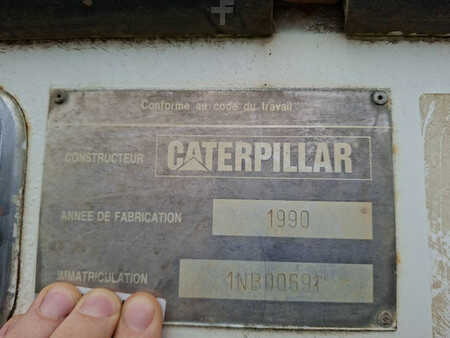 Conforme au code du travail
CONSTRUCTEUR CATERPILLAR
ANNEE DE FABRICATION 1990
IMMATRICULATION